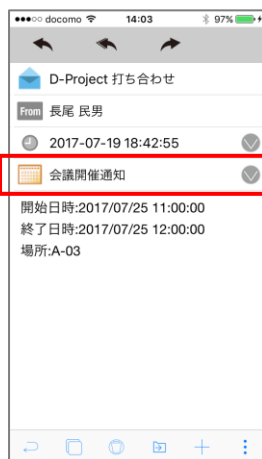 docomo 14:03 97%
D-Project 打ち合わせ
From 長尾 民男
2017-07-19 18:42:55
会議開催通知
開始日時:2017/07/25 11:00:00
終了日時:2017/07/25 12:00:00
場所:A-03